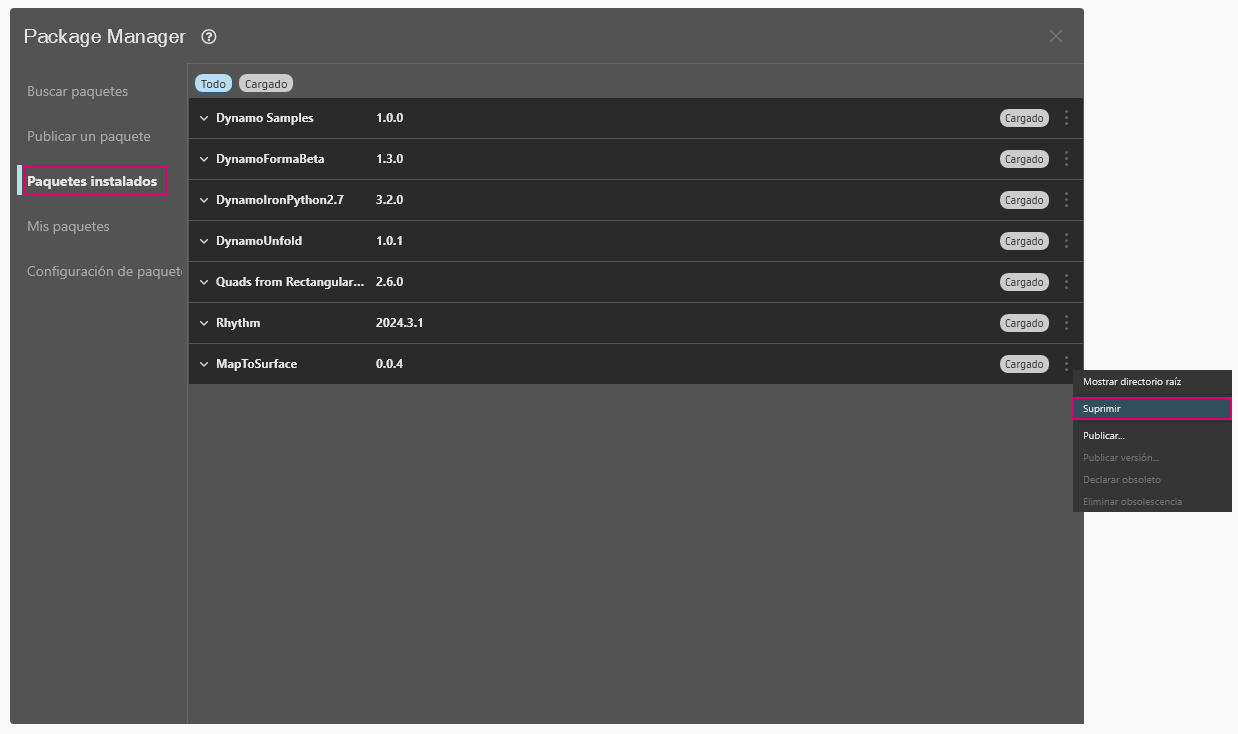 Package Manager
Buscar paquetes
Publicar un paquete
Paquetes instalados
Mis paquetes
Configuración de paquet
Todo Cargado
Dynamo Samples 1.0.0 Cargado
DynamoFormaBeta 1.3.0 Cargado
DynamoIronPython2.7 3.2.0 Cargado
DynamoUnfold 1.0.1 Cargado
Quads from Rectangular... 2.6.0 Cargado
Rhythm 2024.3.1 Cargado
MapToSurface 0.0.4 Cargado
Mostrar directorio raíz
Suprimir
Publicar...
Publicar versión...
Declarar obsoleto
Eliminar obsolescencia